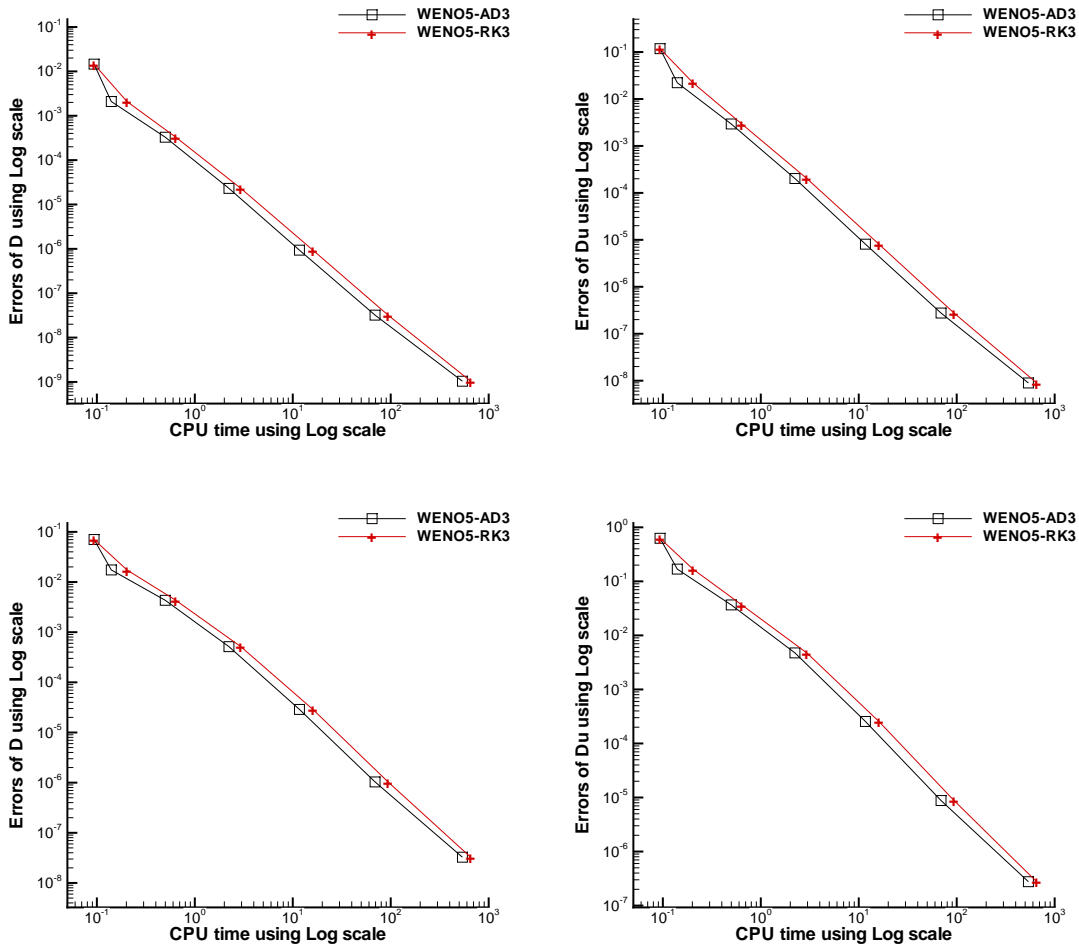 WENO5-AD3
WENO5-RK3
Errors of D using Log scale
10^-1
10^-2
10^-3
10^-4
10^-5
10^-6
10^-7
10^-8
10^-9
10^-1 10^0 10^1 10^2 10^3
CPU time using Log scale
WENO5-AD3
WENO5-RK3
Errors of Du using Log scale
10^-1
10^-2
10^-3
10^-4
10^-5
10^-6
10^-7
10^-8
10^-1 10^0 10^1 10^2 10^3
CPU time using Log scale
WENO5-AD3
WENO5-RK3
Errors of D using Log scale
10^-1
10^-2
10^-3
10^-4
10^-5
10^-6
10^-7
10^-8
10^-1 10^0 10^1 10^2 10^3
CPU time using Log scale
WENO5-AD3
WENO5-RK3
Errors of Du using Log scale
10^0
10^-1
10^-2
10^-3
10^-4
10^-5
10^-6
10^-7
10^-1 10^0 10^1 10^2 10^3
CPU time using Log scale